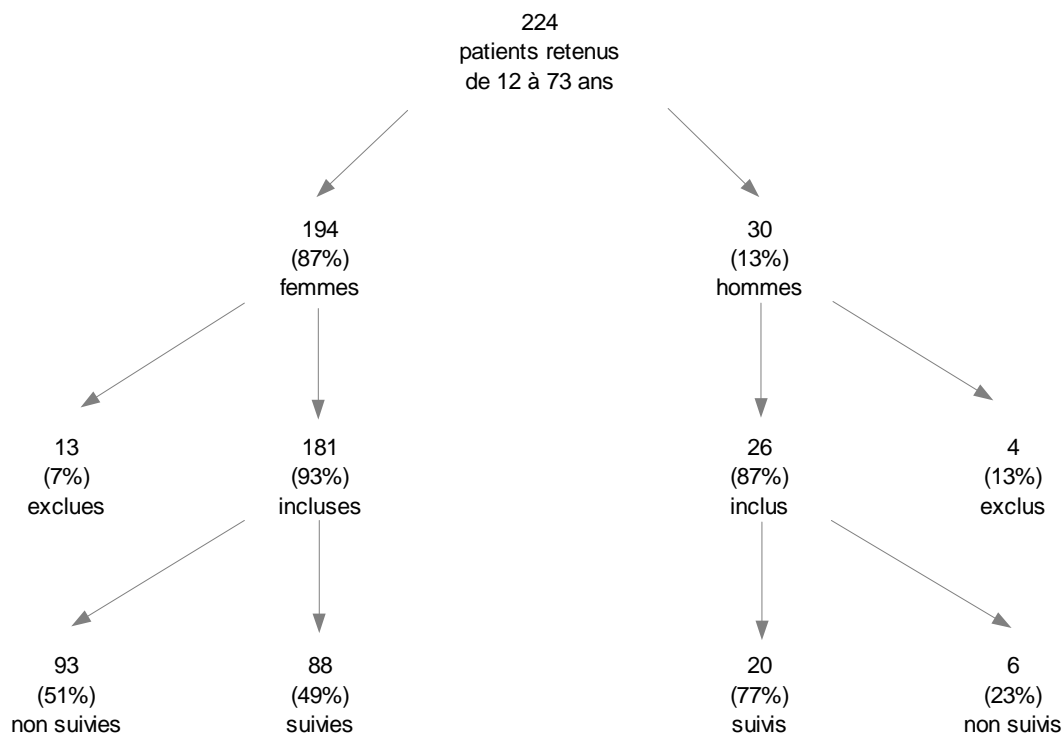 224
patients retenus
de 12 à 73 ans
194
(87%)
femmes
30
(13%)
hommes
13
(7%)
exclues
181
(93%)
incluses
26
(87%)
inclus
4
(13%)
exclus
93
(51%)
non suivies
88
(49%)
suivies
20
(77%)
suivis
6
(23%)
non suivis